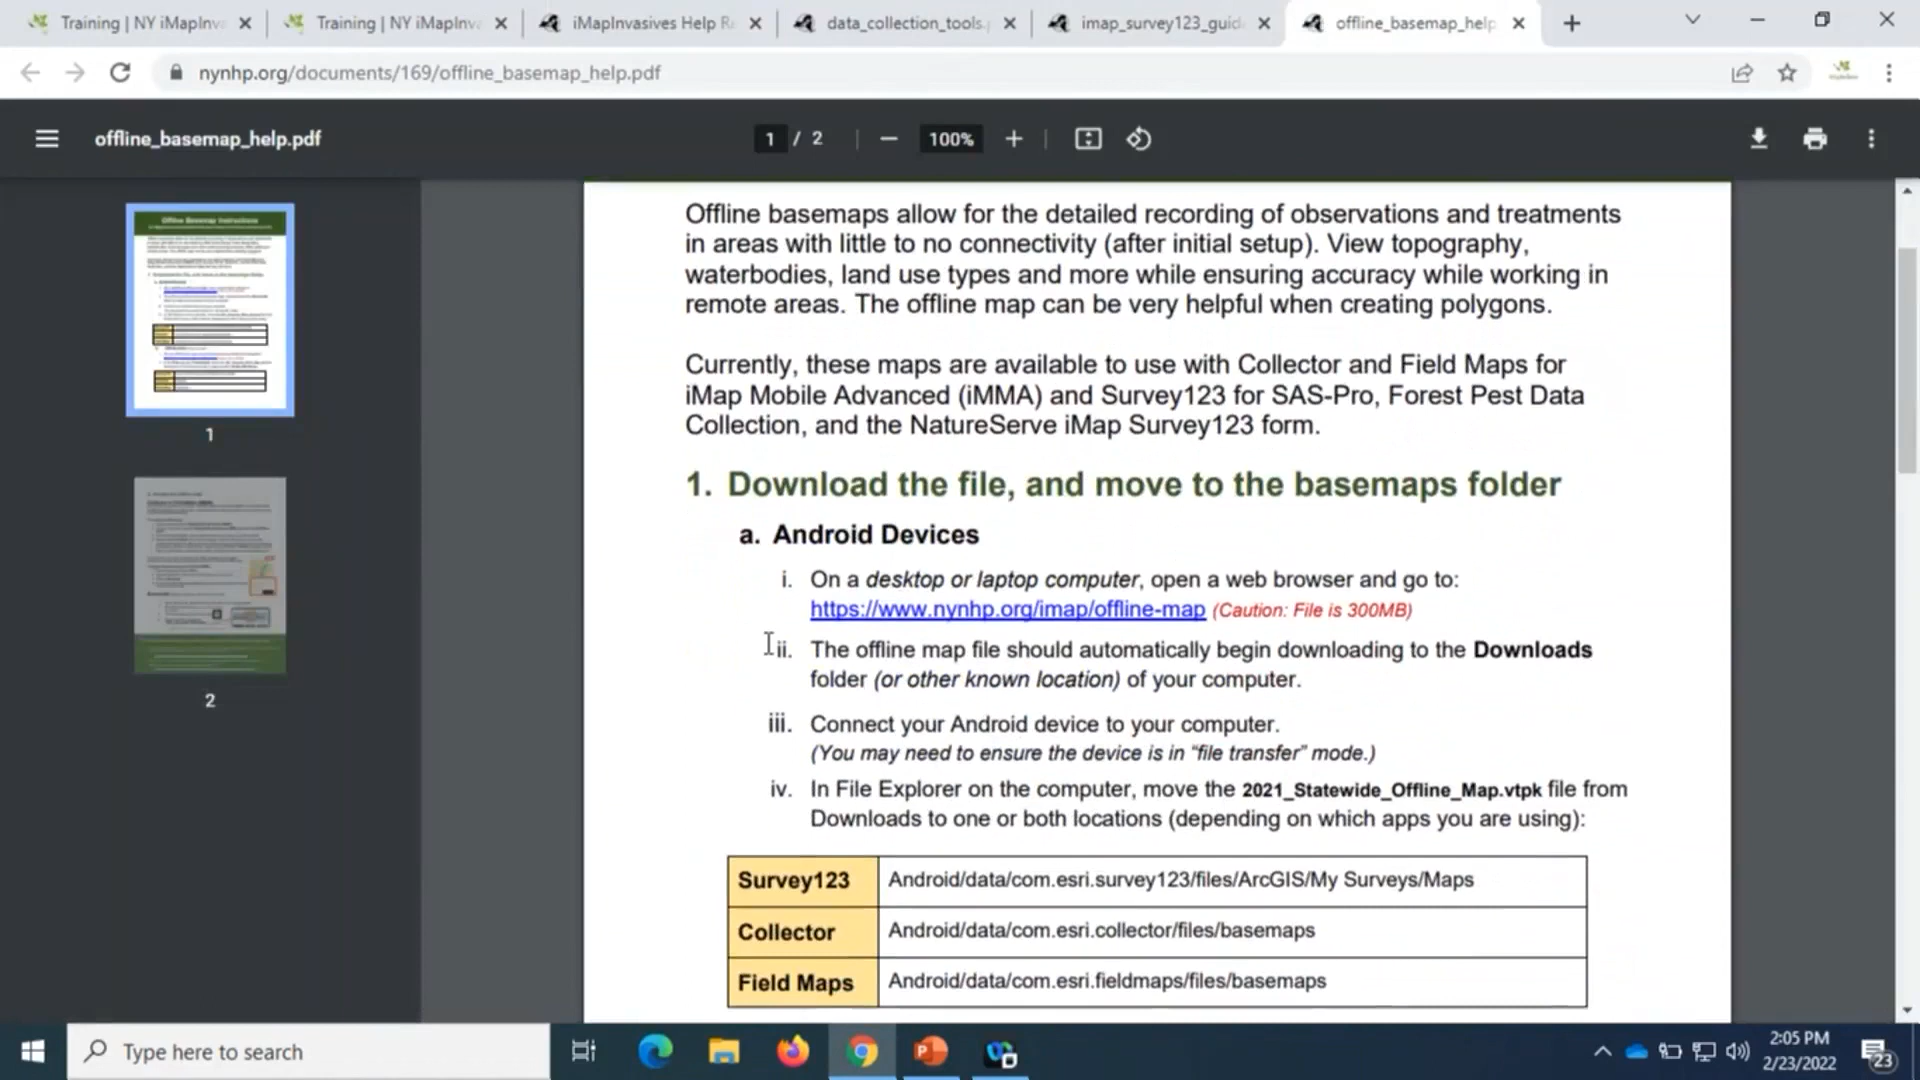 Training | NY iMapInva
Training | NY iMapInva
iMapInvasives Help R
data_collection_tools.
imap_survey123_guid
offline_basemap_help
nynhp.org/documents/169/offline_basemap_help.pdf
offline_basemap_help.pdf
1 / 2
100%
Offline Basemap Instructions
1
2
Offline basemaps allow for the detailed recording of observations and treatments
in areas with little to no connectivity (after initial setup). View topography,
waterbodies, land use types and more while ensuring accuracy while working in
remote areas. The offline map can be very helpful when creating polygons.
Currently, these maps are available to use with Collector and Field Maps for
iMap Mobile Advanced (iMMA) and Survey123 for SAS-Pro, Forest Pest Data
Collection, and the NatureServe iMap Survey123 form.
1. Download the file, and move to the basemaps folder
a. Android Devices
i. On a desktop or laptop computer, open a web browser and go to:
https://www.nynhp.org/imap/offline-map (Caution: File is 300MB)
ii. The offline map file should automatically begin downloading to the Downloads
folder (or other known location) of your computer.
iii. Connect your Android device to your computer.
(You may need to ensure the device is in “file transfer” mode.)
iv. In File Explorer on the computer, move the 2021_Statewide_Offline_Map.vtpk file from
Downloads to one or both locations (depending on which apps you are using):
Survey123 Android/data/com.esri.survey123/files/ArcGIS/My Surveys/Maps
Collector Android/data/com.esri.collector/files/basemaps
Field Maps Android/data/com.esri.fieldmaps/files/basemaps
Type here to search
2:05 PM
2/23/2022
23